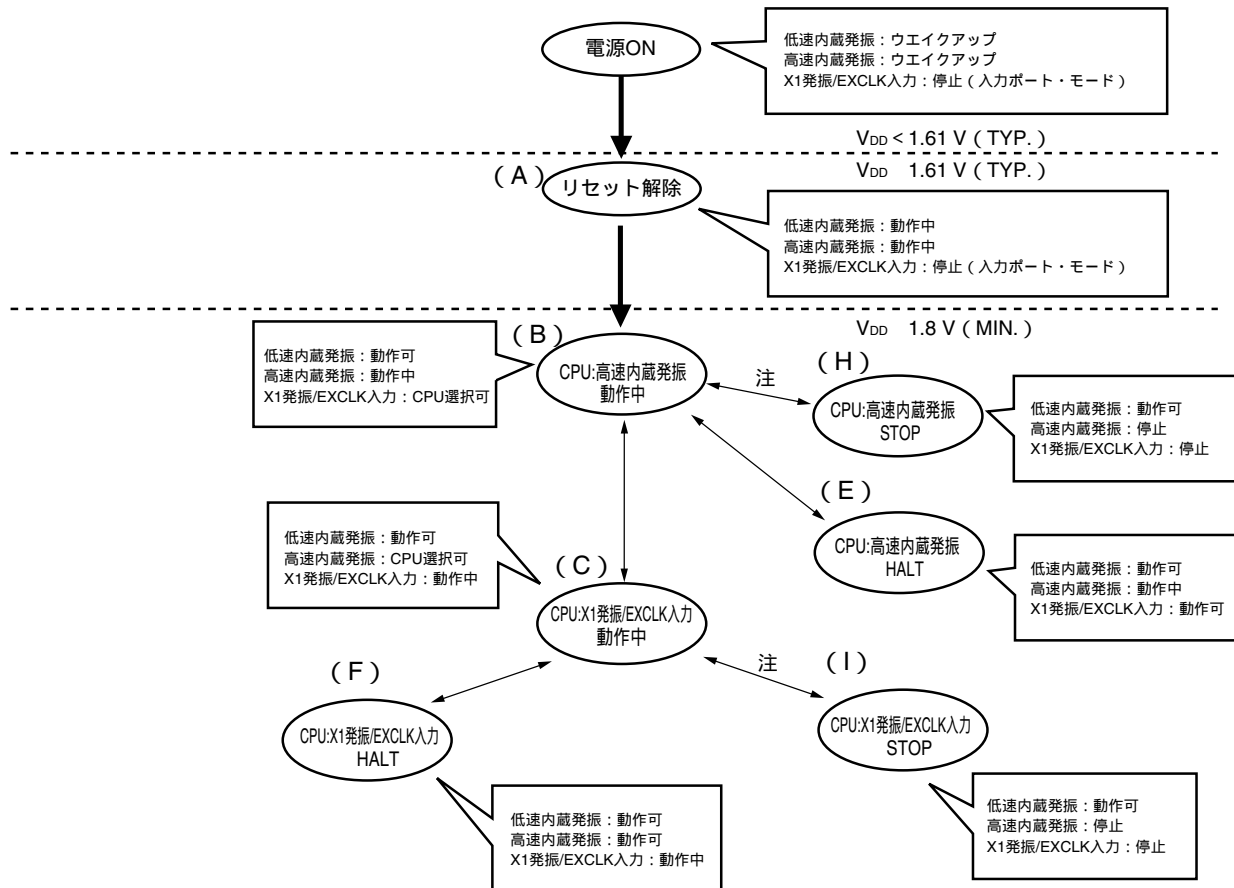 電源ON
低速内蔵発振：ウエイクアップ
高速内蔵発振：ウエイクアップ
X1発振/EXCLK入力：停止（入力ポート・モード）
VDD < 1.61 V（TYP.）
VDD 1.61 V（TYP.）
（A）
リセット解除
低速内蔵発振：動作中
高速内蔵発振：動作中
X1発振/EXCLK入力：停止（入力ポート・モード）
VDD 1.8 V（MIN.）
（B）
低速内蔵発振：動作可
高速内蔵発振：動作中
X1発振/EXCLK入力：CPU選択可
CPU:高速内蔵発振
動作中
注
（H）
CPU:高速内蔵発振
STOP
低速内蔵発振：動作可
高速内蔵発振：停止
X1発振/EXCLK入力：停止
（E）
CPU:高速内蔵発振
HALT
低速内蔵発振：動作可
高速内蔵発振：動作中
X1発振/EXCLK入力：動作可
低速内蔵発振：動作可
高速内蔵発振：CPU選択可
X1発振/EXCLK入力：動作中
（C）
CPU:X1発振/EXCLK入力
動作中
（F）
CPU:X1発振/EXCLK入力
HALT
注
（I）
CPU:X1発振/EXCLK入力
STOP
低速内蔵発振：動作可
高速内蔵発振：動作可
X1発振/EXCLK入力：動作中
低速内蔵発振：動作可
高速内蔵発振：停止
X1発振/EXCLK入力：停止